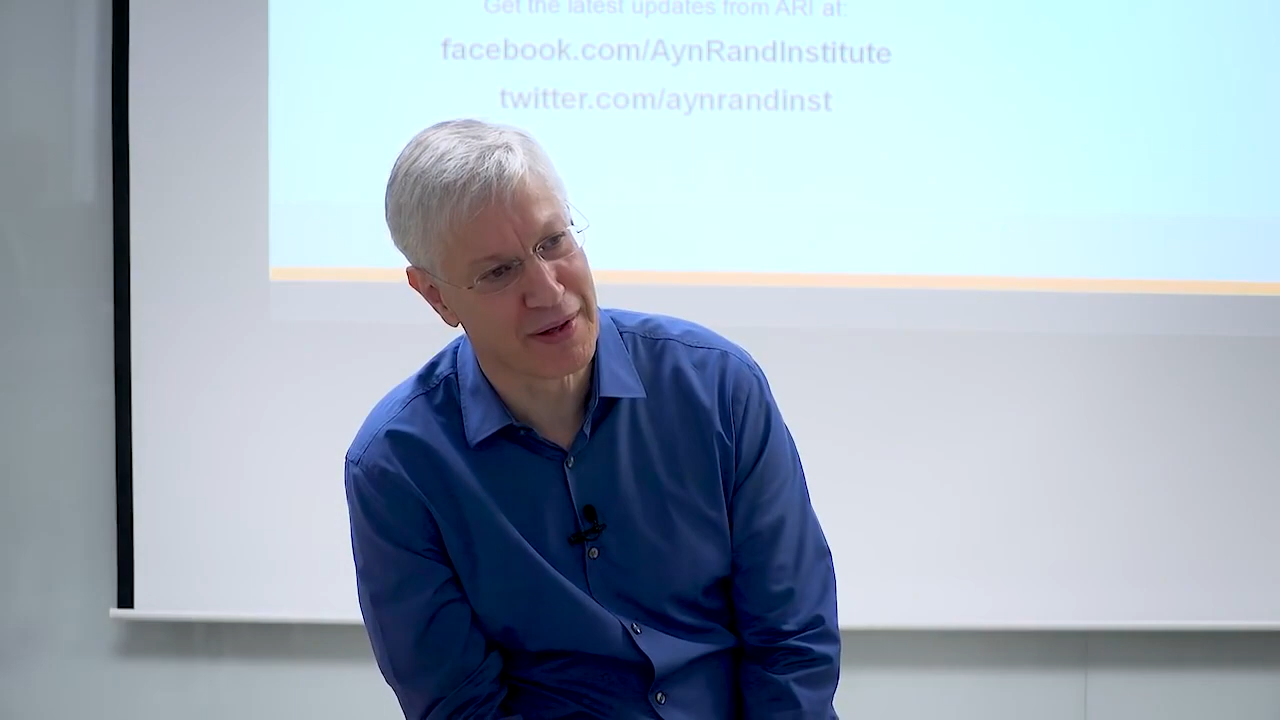 Get the latest updates from ARI at:
facebook.com/AynRandInstitute
twitter.com/aynrandinst